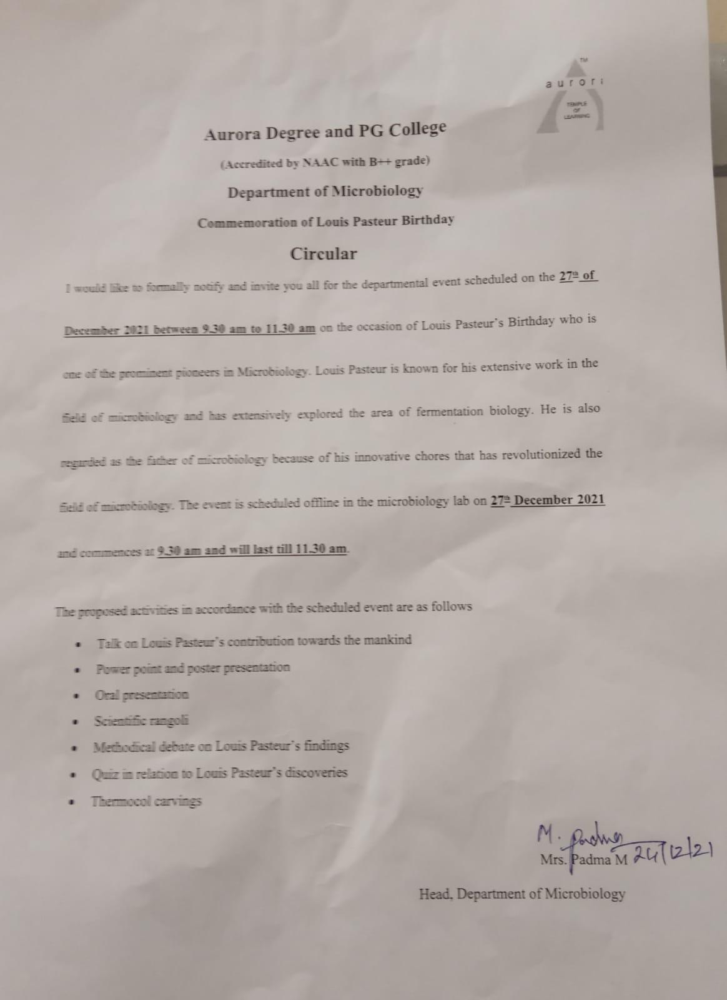 TM
aurora
TEMPLE
OF
LEARNING
Aurora Degree and PG College
(Accredited by NAAC with B++ grade)
Department of Microbiology
Commemoration of Louis Pasteur Birthday
Circular
I would like to formally notify and invite you all for the departmental event scheduled on the 27th of
December 2021 between 9.30 am to 11.30 am on the occasion of Louis Pasteur's Birthday who is
one of the prominent pioneers in Microbiology. Louis Pasteur is known for his extensive work in the
field of microbiology and has extensively explored the area of fermentation biology. He is also
regarded as the father of microbiology because of his innovative chores that has revolutionized the
field of microbiology. The event is scheduled offline in the microbiology lab on 27th December 2021
and commences at 9.30 am and will last till 11.30 am.
The proposed activities in accordance with the scheduled event are as follows
• Talk on Louis Pasteur's contribution towards the mankind
• Power point and poster presentation
• Oral presentation
• Scientific rangoli
• Methodical debate on Louis Pasteur's findings
• Quiz in relation to Louis Pasteur's discoveries
• Thermocol carvings
M. Padma
Mrs. Padma M 24/12/21
Head, Department of Microbiology